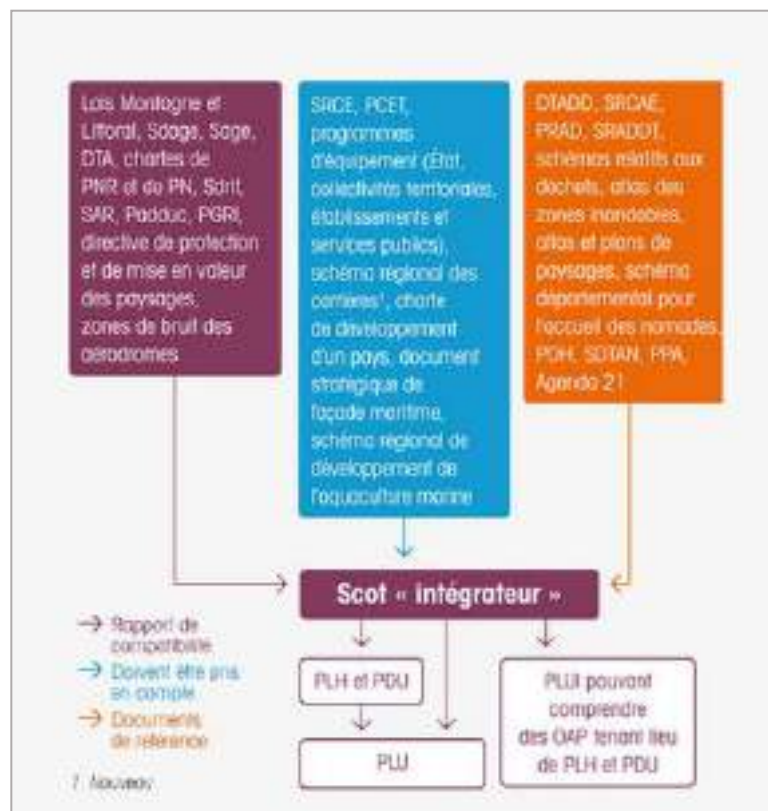 Lois Montagne et
Littoral, Sdage, Sage,
DTA, chartes de
PNR et de PN, Sdrif,
SAR, Padduc, PGRI,
directive de protection
et de mise en valeur
des paysages,
zones de bruit des
aérodromes
SRCE, PCET,
programmes
d'équipement (État,
collectivités territoriales,
établissements et
services publics),
schéma régional des
carrières¹, charte
de développement
d'un pays, document
stratégique de
façade maritime,
schéma régional de
développement de
l'aquaculture marine
DTADD, SRCAE,
PRAD, SRADDT,
schémas relatifs aux
déchets, atlas des
zones inondables,
atlas et plans de
paysages, schéma
départemental pour
l'accueil des nomades,
PDH, SDTAN, PPA,
Agenda 21
Scot « intégrateur »
→ Rapport de
compatibilité
→ Doivent être pris
en compte
→ Documents
de référence
PLH et PDU
PLU
PLUI pouvant
comprendre
des OAP tenant lieu
de PLH et PDU
1 Nouveau